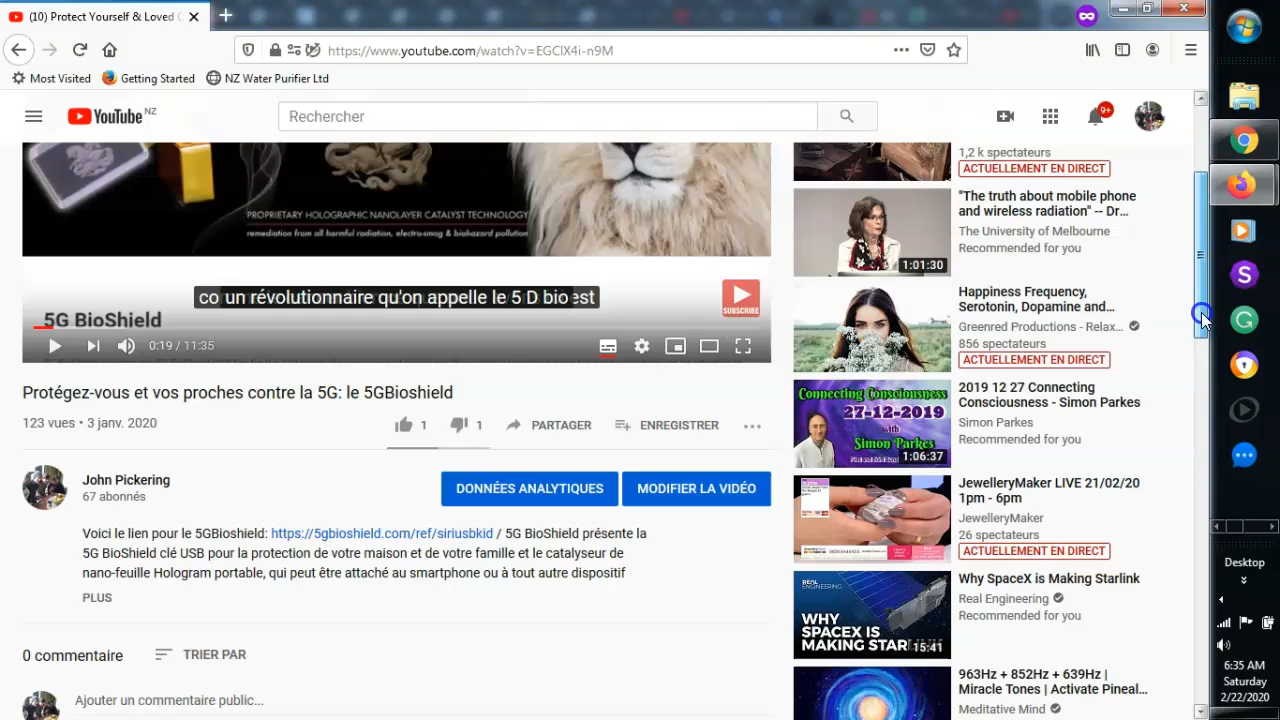 (10) Protect Yourself & Loved
https://www.youtube.com/watch?v=EGClX4i-n9M
Most Visited
Getting Started
NZ Water Purifier Ltd
YouTube NZ
Rechercher
9+
PROPRIETARY HOLOGRAPHIC NANOLAYER CATALYST TECHNOLOGY
remediation from all harmful radiation, electro-smog & biohazard pollution
co un révolutionnaire qu'on appelle le 5 D bio est
5G BioShield
SUBSCRIBE
0:19 / 11:35
Protégez-vous et vos proches contre la 5G: le 5GBioshield
123 vues • 3 janv. 2020
1
1
PARTAGER
ENREGISTRER
John Pickering
67 abonnés
DONNÉES ANALYTIQUES
MODIFIER LA VIDÉO
Voici le lien pour le 5GBioshield: https://5gbioshield.com/ref/siriusbkid / 5G BioShield présente la
5G BioShield clé USB pour la protection de votre maison et de votre famille et le catalyseur de
nano-feuille Hologram portable, qui peut être attaché au smartphone ou à tout autre dispositif
PLUS
0 commentaire
TRIER PAR
Ajouter un commentaire public...
1,2 k spectateurs
ACTUELLEMENT EN DIRECT
1:01:30
"The truth about mobile phone
and wireless radiation" -- Dr...
The University of Melbourne
Recommended for you
Happiness Frequency,
Serotonin, Dopamine and...
Greenred Productions - Relax...
856 spectateurs
ACTUELLEMENT EN DIRECT
Connecting Consciousness
27-12-2019
with
Simon Parkes
1:06:37
2019 12 27 Connecting
Consciousness - Simon Parkes
Simon Parkes
Recommended for you
JewelleryMaker LIVE 21/02/20
1pm - 6pm
JewelleryMaker
26 spectateurs
ACTUELLEMENT EN DIRECT
REAL
ENGINEERING
WHY
SPACEX IS
MAKING STARLINK
15:41
Why SpaceX is Making Starlink
Real Engineering
Recommended for you
963Hz + 852Hz + 639Hz |
Miracle Tones | Activate Pineal...
Meditative Mind
Desktop
6:35 AM
Saturday
2/22/2020